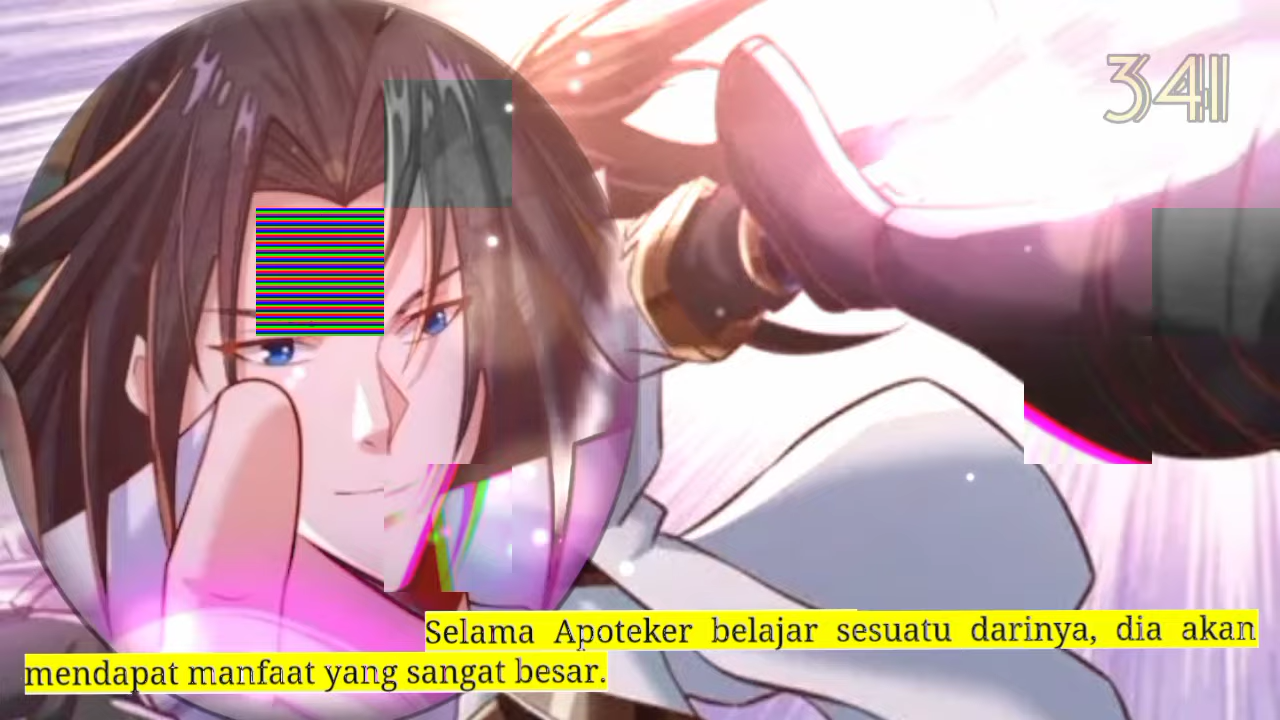 341
Selama Apoteker belajar sesuatu darinya, dia akan
mendapat manfaat yang sangat besar.